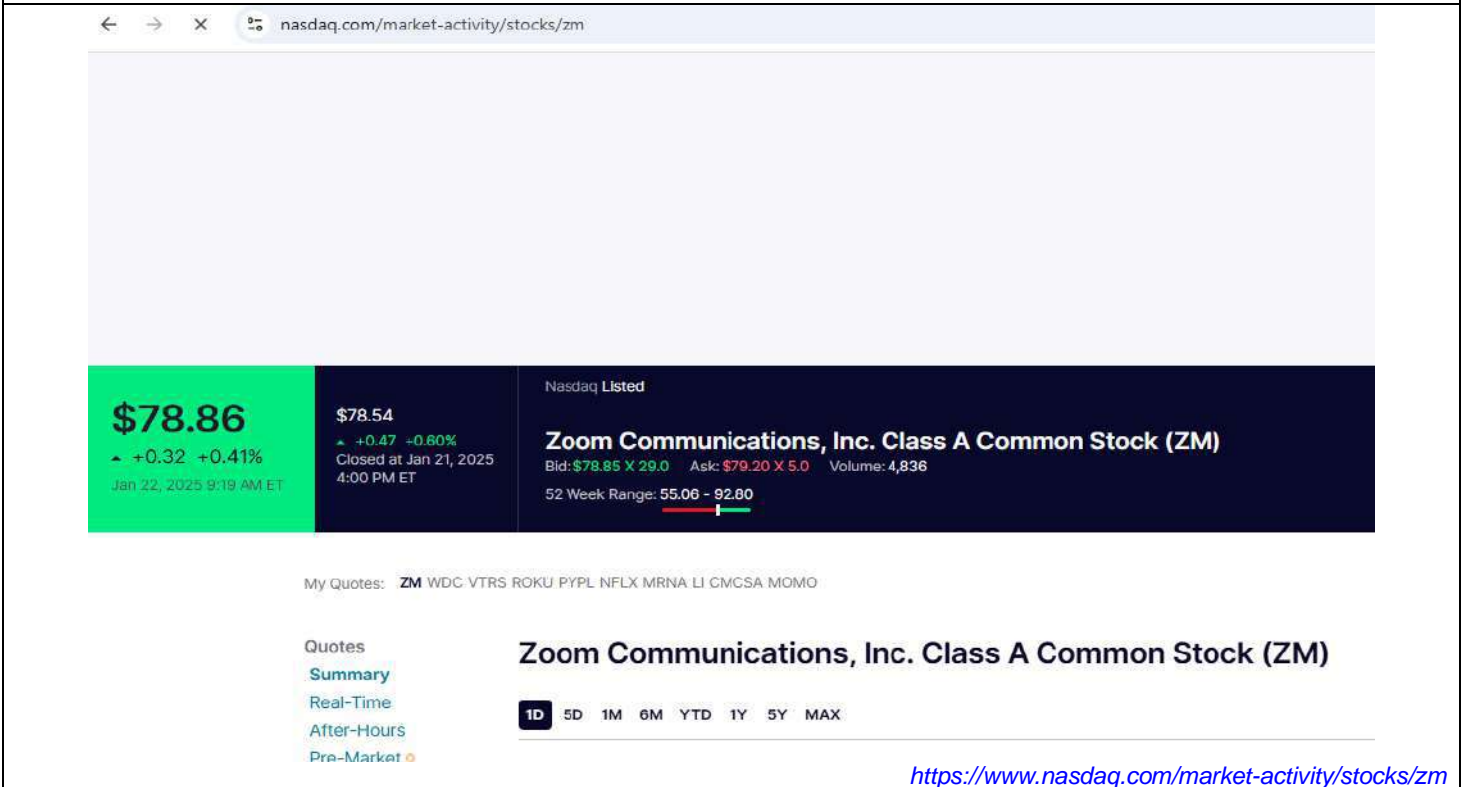 nasdaq.com/market-activity/stocks/zm
$78.86
+0.32 +0.41%
Jan 22, 2025 9:19 AM ET
$78.54
+0.47 +0.60%
Closed at Jan 21, 2025
4:00 PM ET
Nasdaq Listed
Zoom Communications, Inc. Class A Common Stock (ZM)
Bid: $78.85 X 29.0 Ask: $79.20 X 5.0 Volume: 4,836
52 Week Range: 55.06 - 92.80
My Quotes: ZM WDC VTRS ROKU PYPL NFLX MRNA LI CMCSA MOMO
Quotes
Summary
Real-Time
After-Hours
Pre-Market
Zoom Communications, Inc. Class A Common Stock (ZM)
1D 5D 1M 6M YTD 1Y 5Y MAX
https://www.nasdaq.com/market-activity/stocks/zm